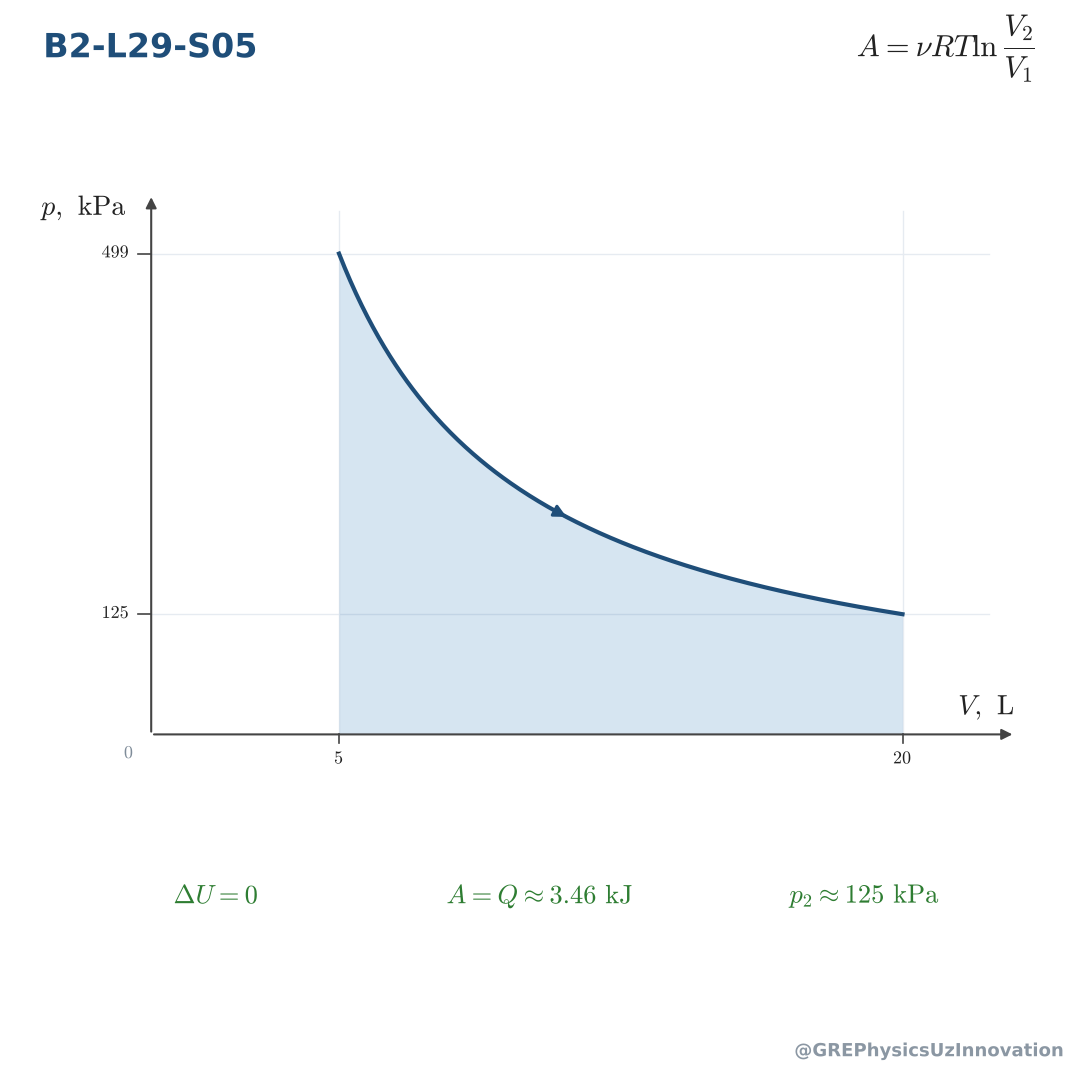 B2-L29-S05
A = νRT ln V₂/V₁
p, kPa
499
125
V, L
0
5
20
ΔU = 0
A = Q ≈ 3.46 kJ
p₂ ≈ 125 kPa
@GREPhysicsUzInnovation